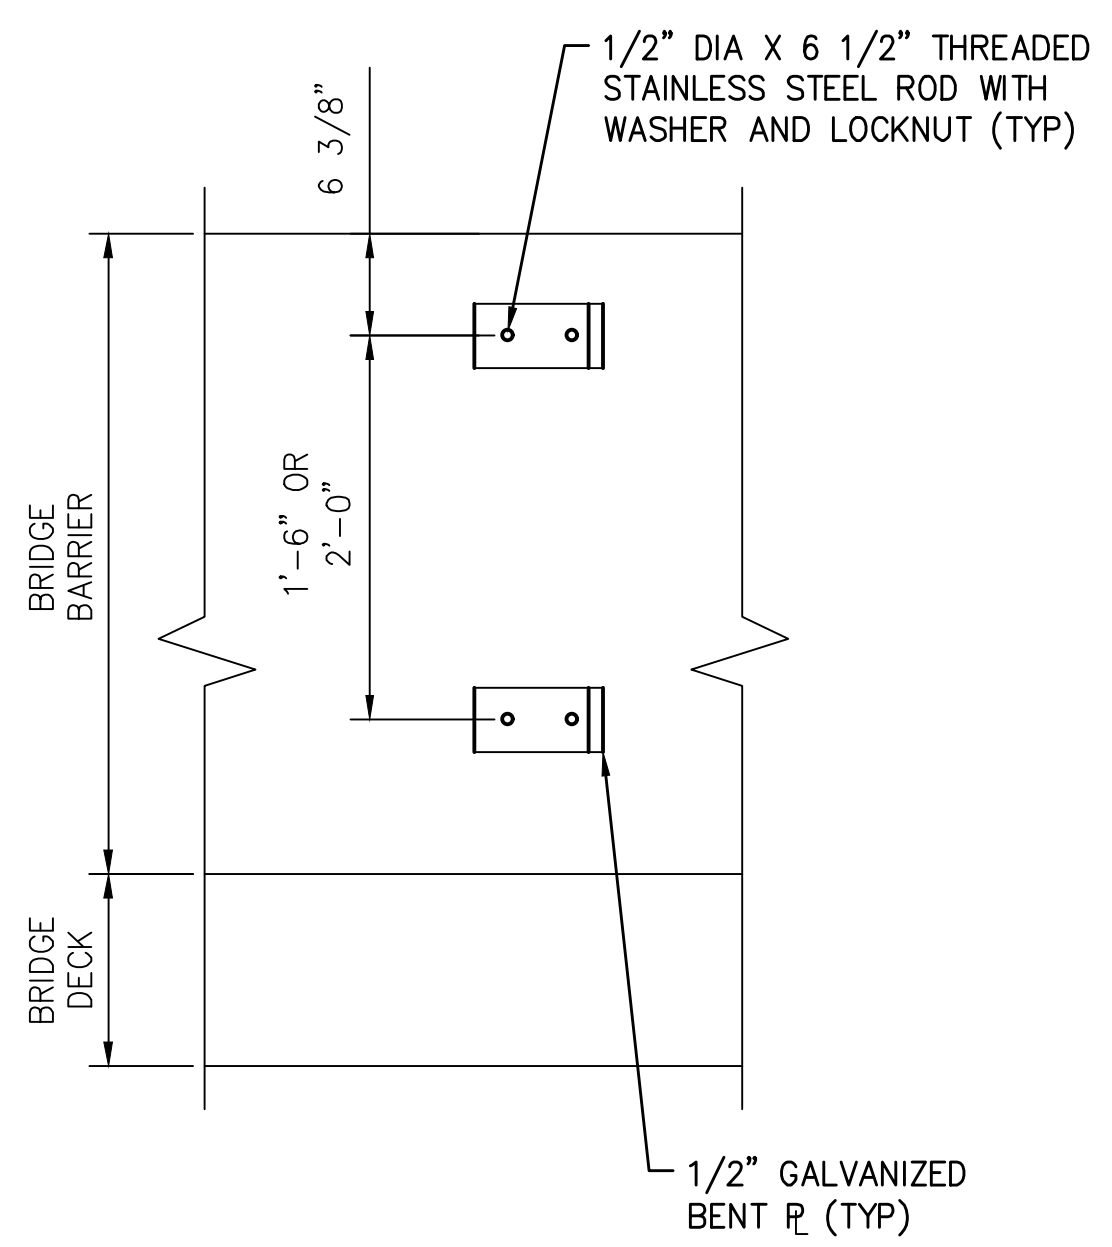 1/2" DIA X 6 1/2" THREADED
STAINLESS STEEL ROD WITH
WASHER AND LOCKNUT (TYP)
6 3/8"
1'-6" OR
2'-0"
BRIDGE
BARRIER
BRIDGE
DECK
1/2" GALVANIZED
BENT PL (TYP)